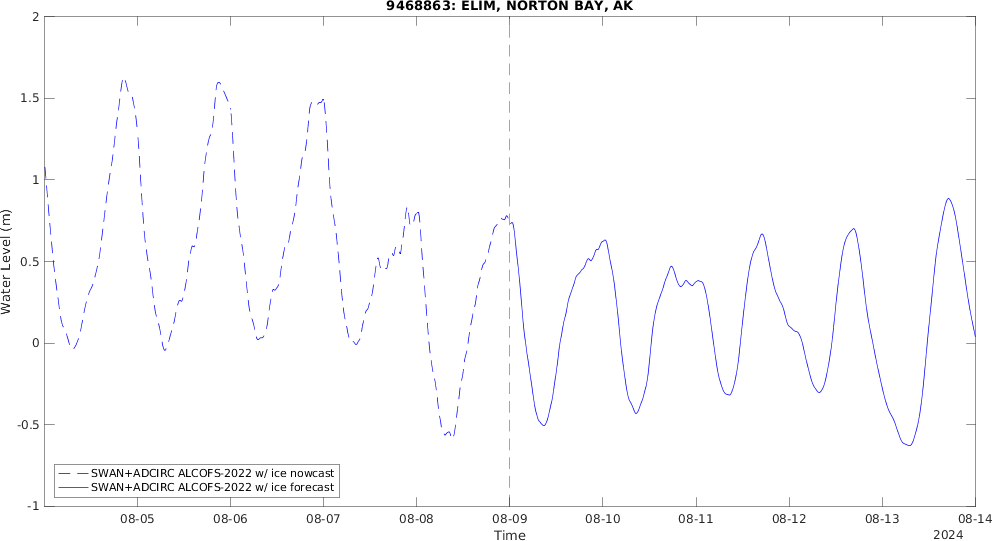 9468863: ELIM, NORTON BAY, AK
2
1.5
1
0.5
0
-0.5
-1
Water Level (m)
SWAN+ADCIRC ALCOFS-2022 w/ ice nowcast
SWAN+ADCIRC ALCOFS-2022 w/ ice forecast
08-05 08-06 08-07 08-08 08-09 08-10 08-11 08-12 08-13 08-14
Time
2024